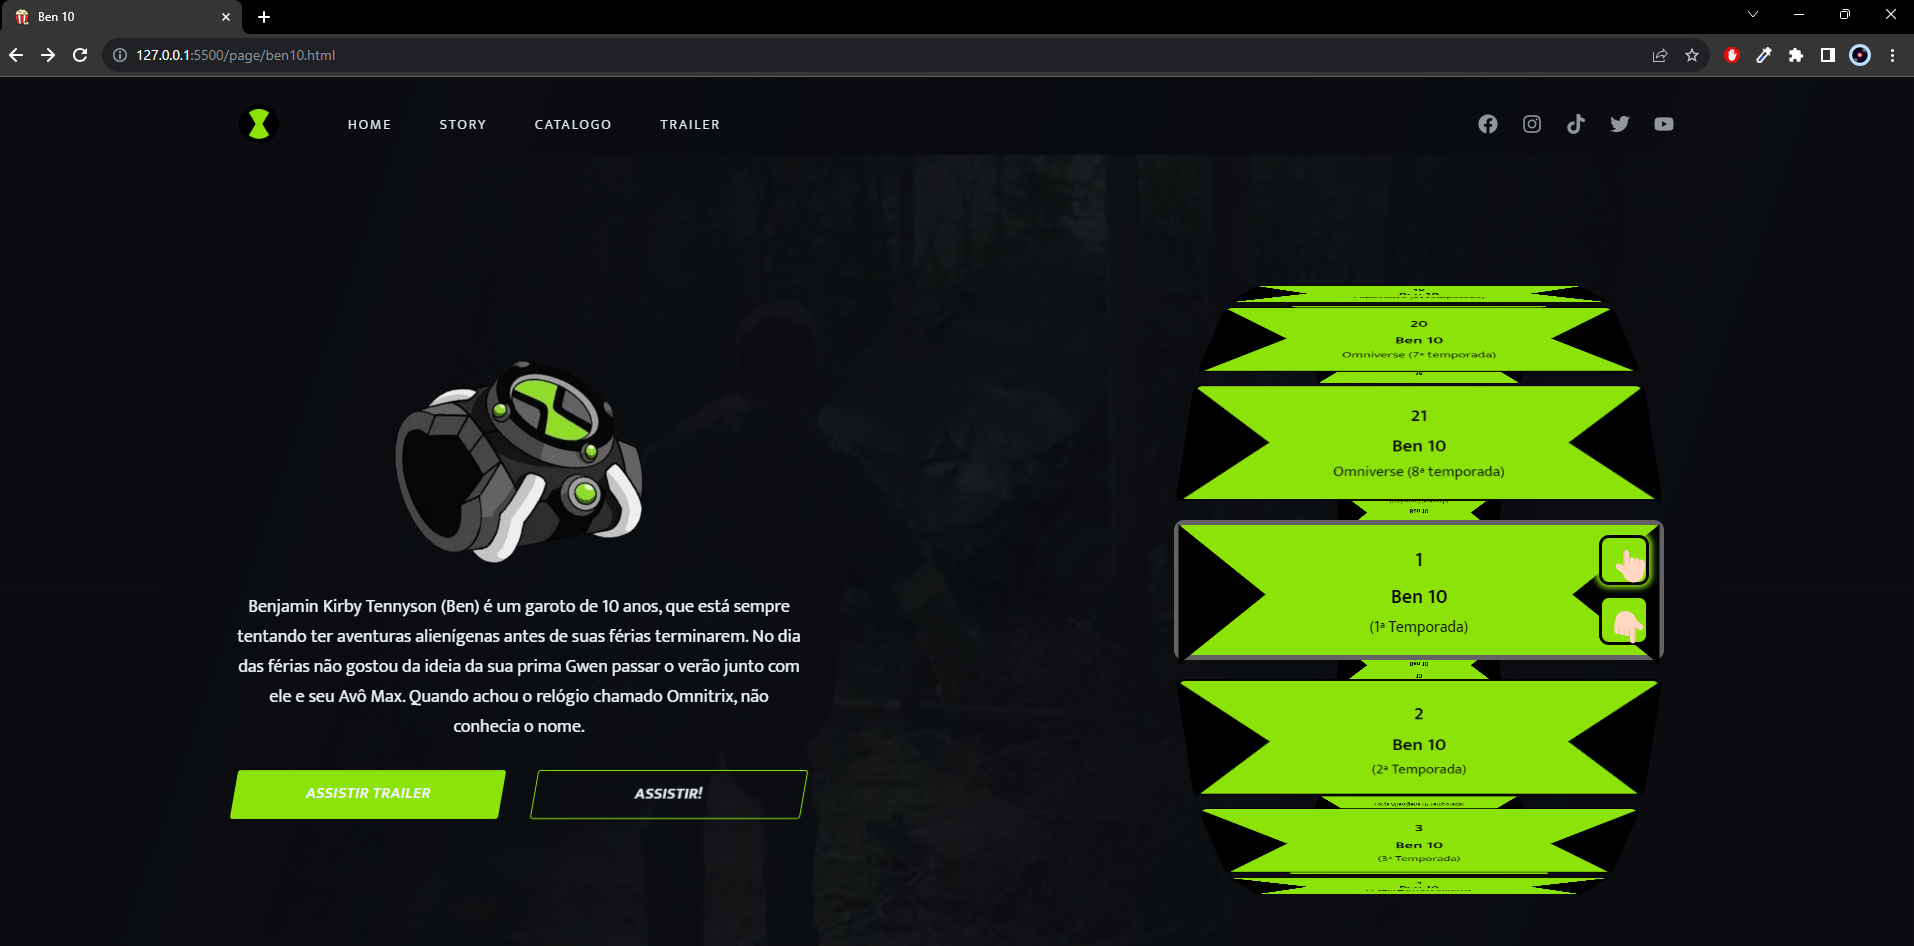 Ben 10
127.0.0.1:5500/page/ben10.html
HOME STORY CATALOGO TRAILER
20
Ben 10
Omniverse (7ª temporada)
21
Ben 10
Omniverse (8ª temporada)
1
Ben 10
(1ª Temporada)
2
Ben 10
(2ª Temporada)
3
Ben 10
(3ª Temporada)
Benjamin Kirby Tennyson (Ben) é um garoto de 10 anos, que está sempre
tentando ter aventuras alienígenas antes de suas férias terminarem. No dia
das férias não gostou da ideia da sua prima Gwen passar o verão junto com
ele e seu Avô Max. Quando achou o relógio chamado Omnitrix, não
conhecia o nome.
ASSISTIR TRAILER
ASSISTIR!